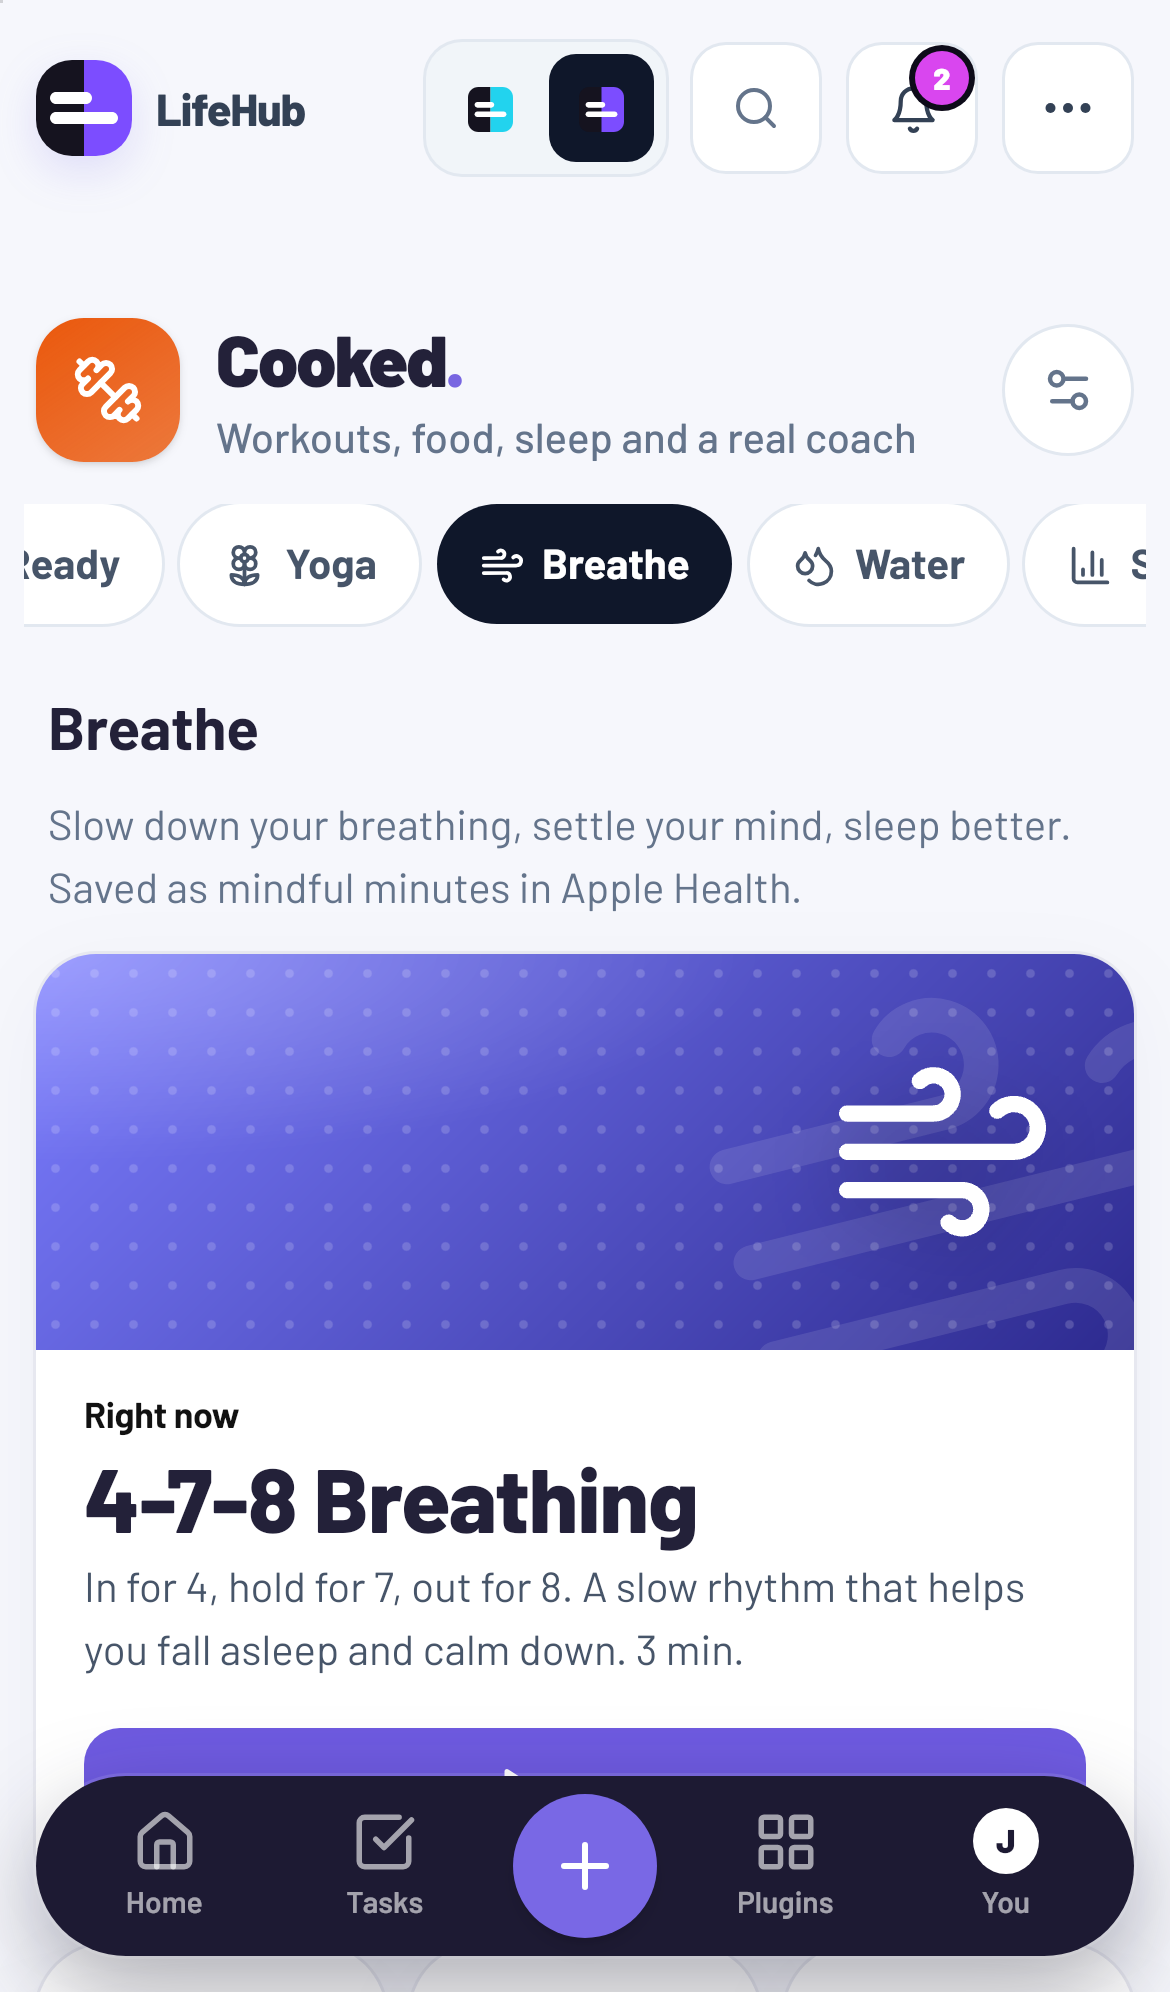 LifeHub
2
Cooked.
Workouts, food, sleep and a real coach
Ready
Yoga
Breathe
Water
Breathe
Slow down your breathing, settle your mind, sleep better.
Saved as mindful minutes in Apple Health.
Right now
4-7-8 Breathing
In for 4, hold for 7, out for 8. A slow rhythm that helps
you fall asleep and calm down. 3 min.
Home
Tasks
Plugins
J
You